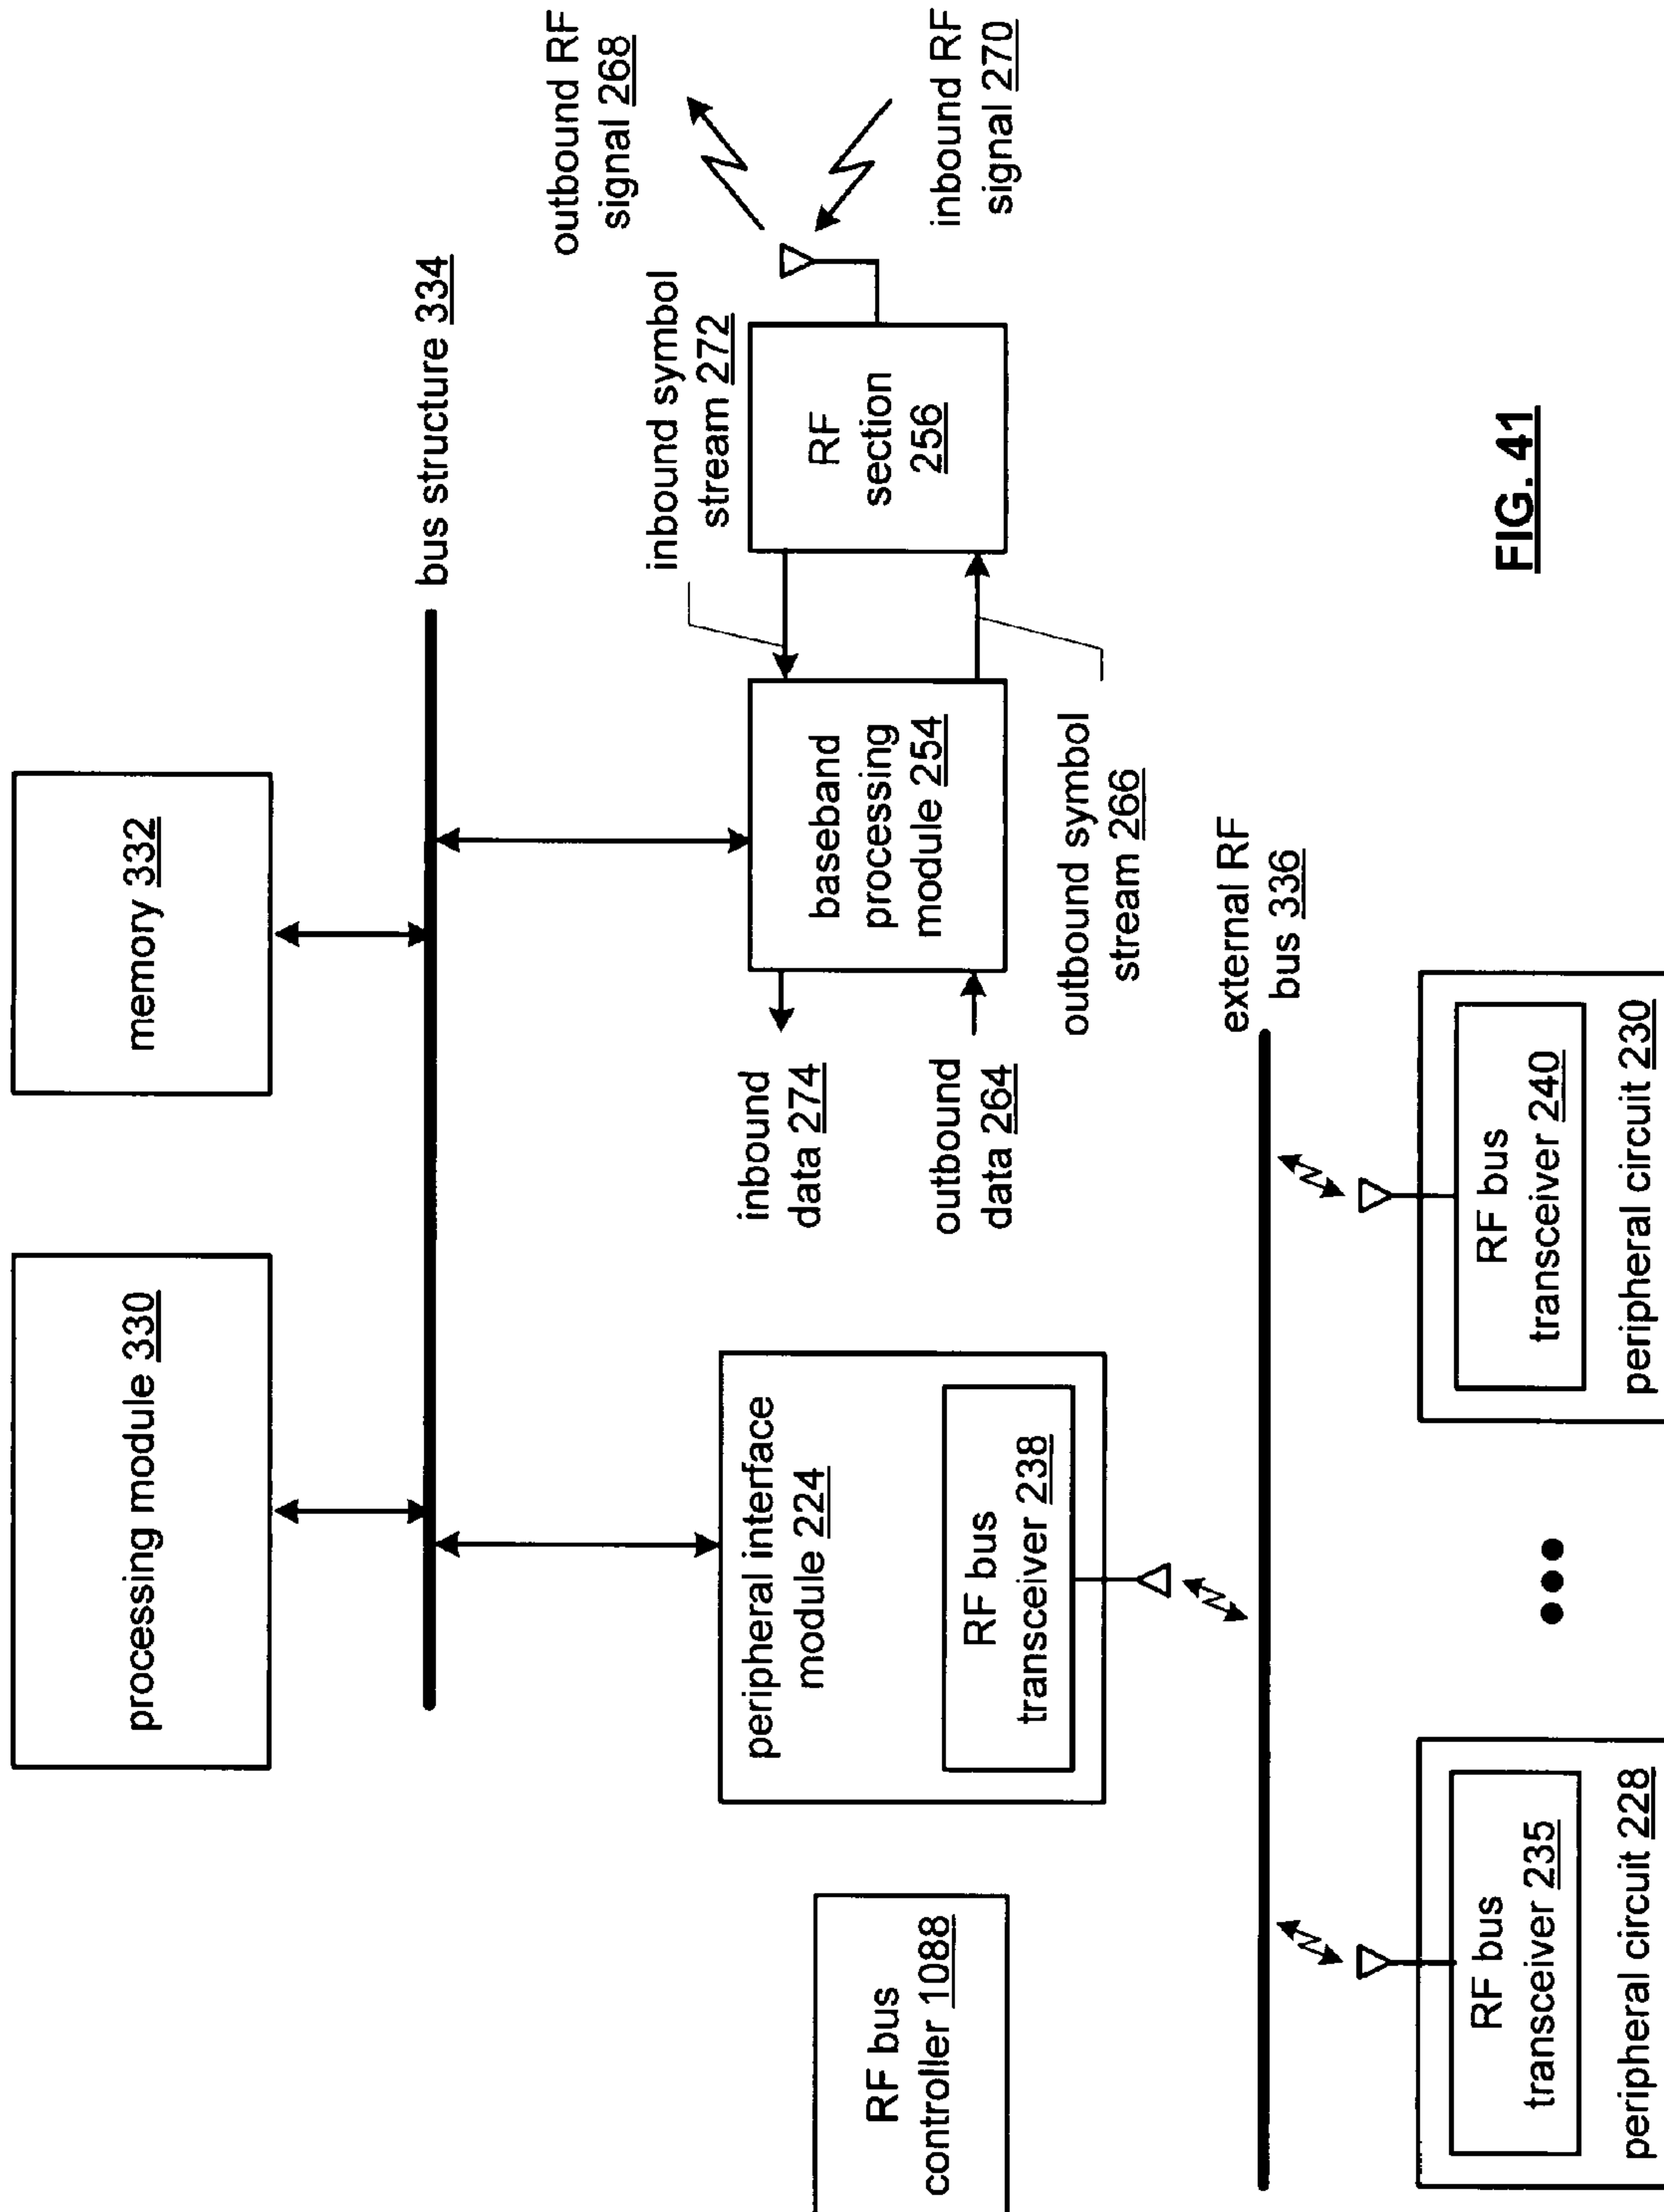 processing module 330
memory 332
bus structure 334
outbound RF
signal 268
inbound RF
signal 270
inbound symbol
stream 272
RF
section
256
baseband
processing
module 254
inbound
data 274
outbound
data 264
outbound symbol
stream 266
peripheral interface
module 224
RF bus
transceiver 238
RF bus
controller 1088
external RF
bus 336
RF bus
transceiver 235
peripheral circuit 228
RF bus
transceiver 240
peripheral circuit 230
FIG. 41